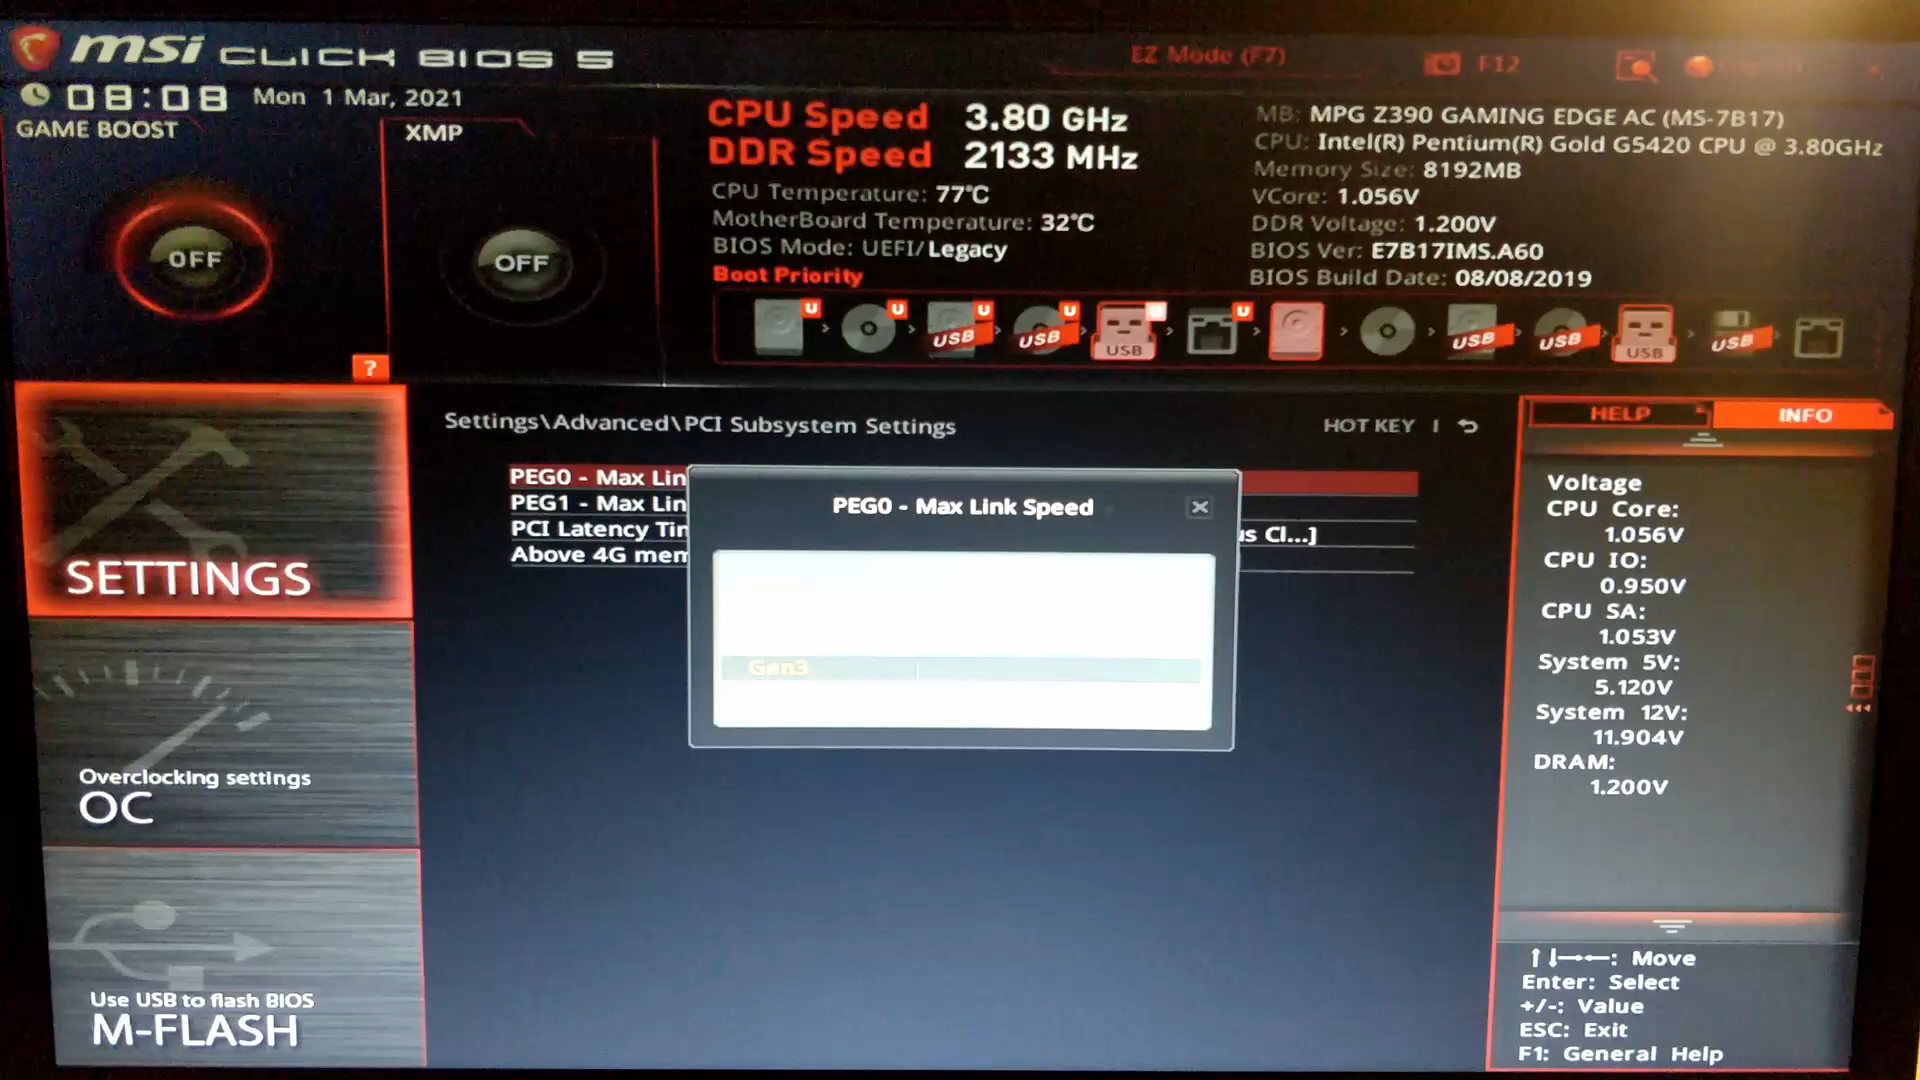 msi CLICK BIOS 5
EZ Mode (F7)
F12
08:08 Mon 1 Mar, 2021
GAME BOOST
OFF
?
XMP
OFF
CPU Speed 3.80 GHz
DDR Speed 2133 MHz
CPU Temperature: 77°C
MotherBoard Temperature: 32°C
BIOS Mode: UEFI/Legacy
Boot Priority
MB: MPG Z390 GAMING EDGE AC (MS-7B17)
CPU: Intel(R) Pentium(R) Gold G5420 CPU @ 3.80GHz
Memory Size: 8192MB
VCore: 1.056V
DDR Voltage: 1.200V
BIOS Ver: E7B17IMS.A60
BIOS Build Date: 08/08/2019
U U U U U
USB USB USB USB USB USB USB
SETTINGS
Overclocking settings
OC
Use USB to flash BIOS
M-FLASH
Settings\Advanced\PCI Subsystem Settings
HOT KEY |
PEG0 - Max Lin
PEG1 - Max Lin
PCI Latency Tin
us Cl...]
Above 4G mem
PEG0 - Max Link Speed
Gen3
HELP
INFO
Voltage
CPU Core:
1.056V
CPU IO:
0.950V
CPU SA:
1.053V
System 5V:
5.120V
System 12V:
11.904V
DRAM:
1.200V
↑↓→←: Move
Enter: Select
+/-: Value
ESC: Exit
F1: General Help